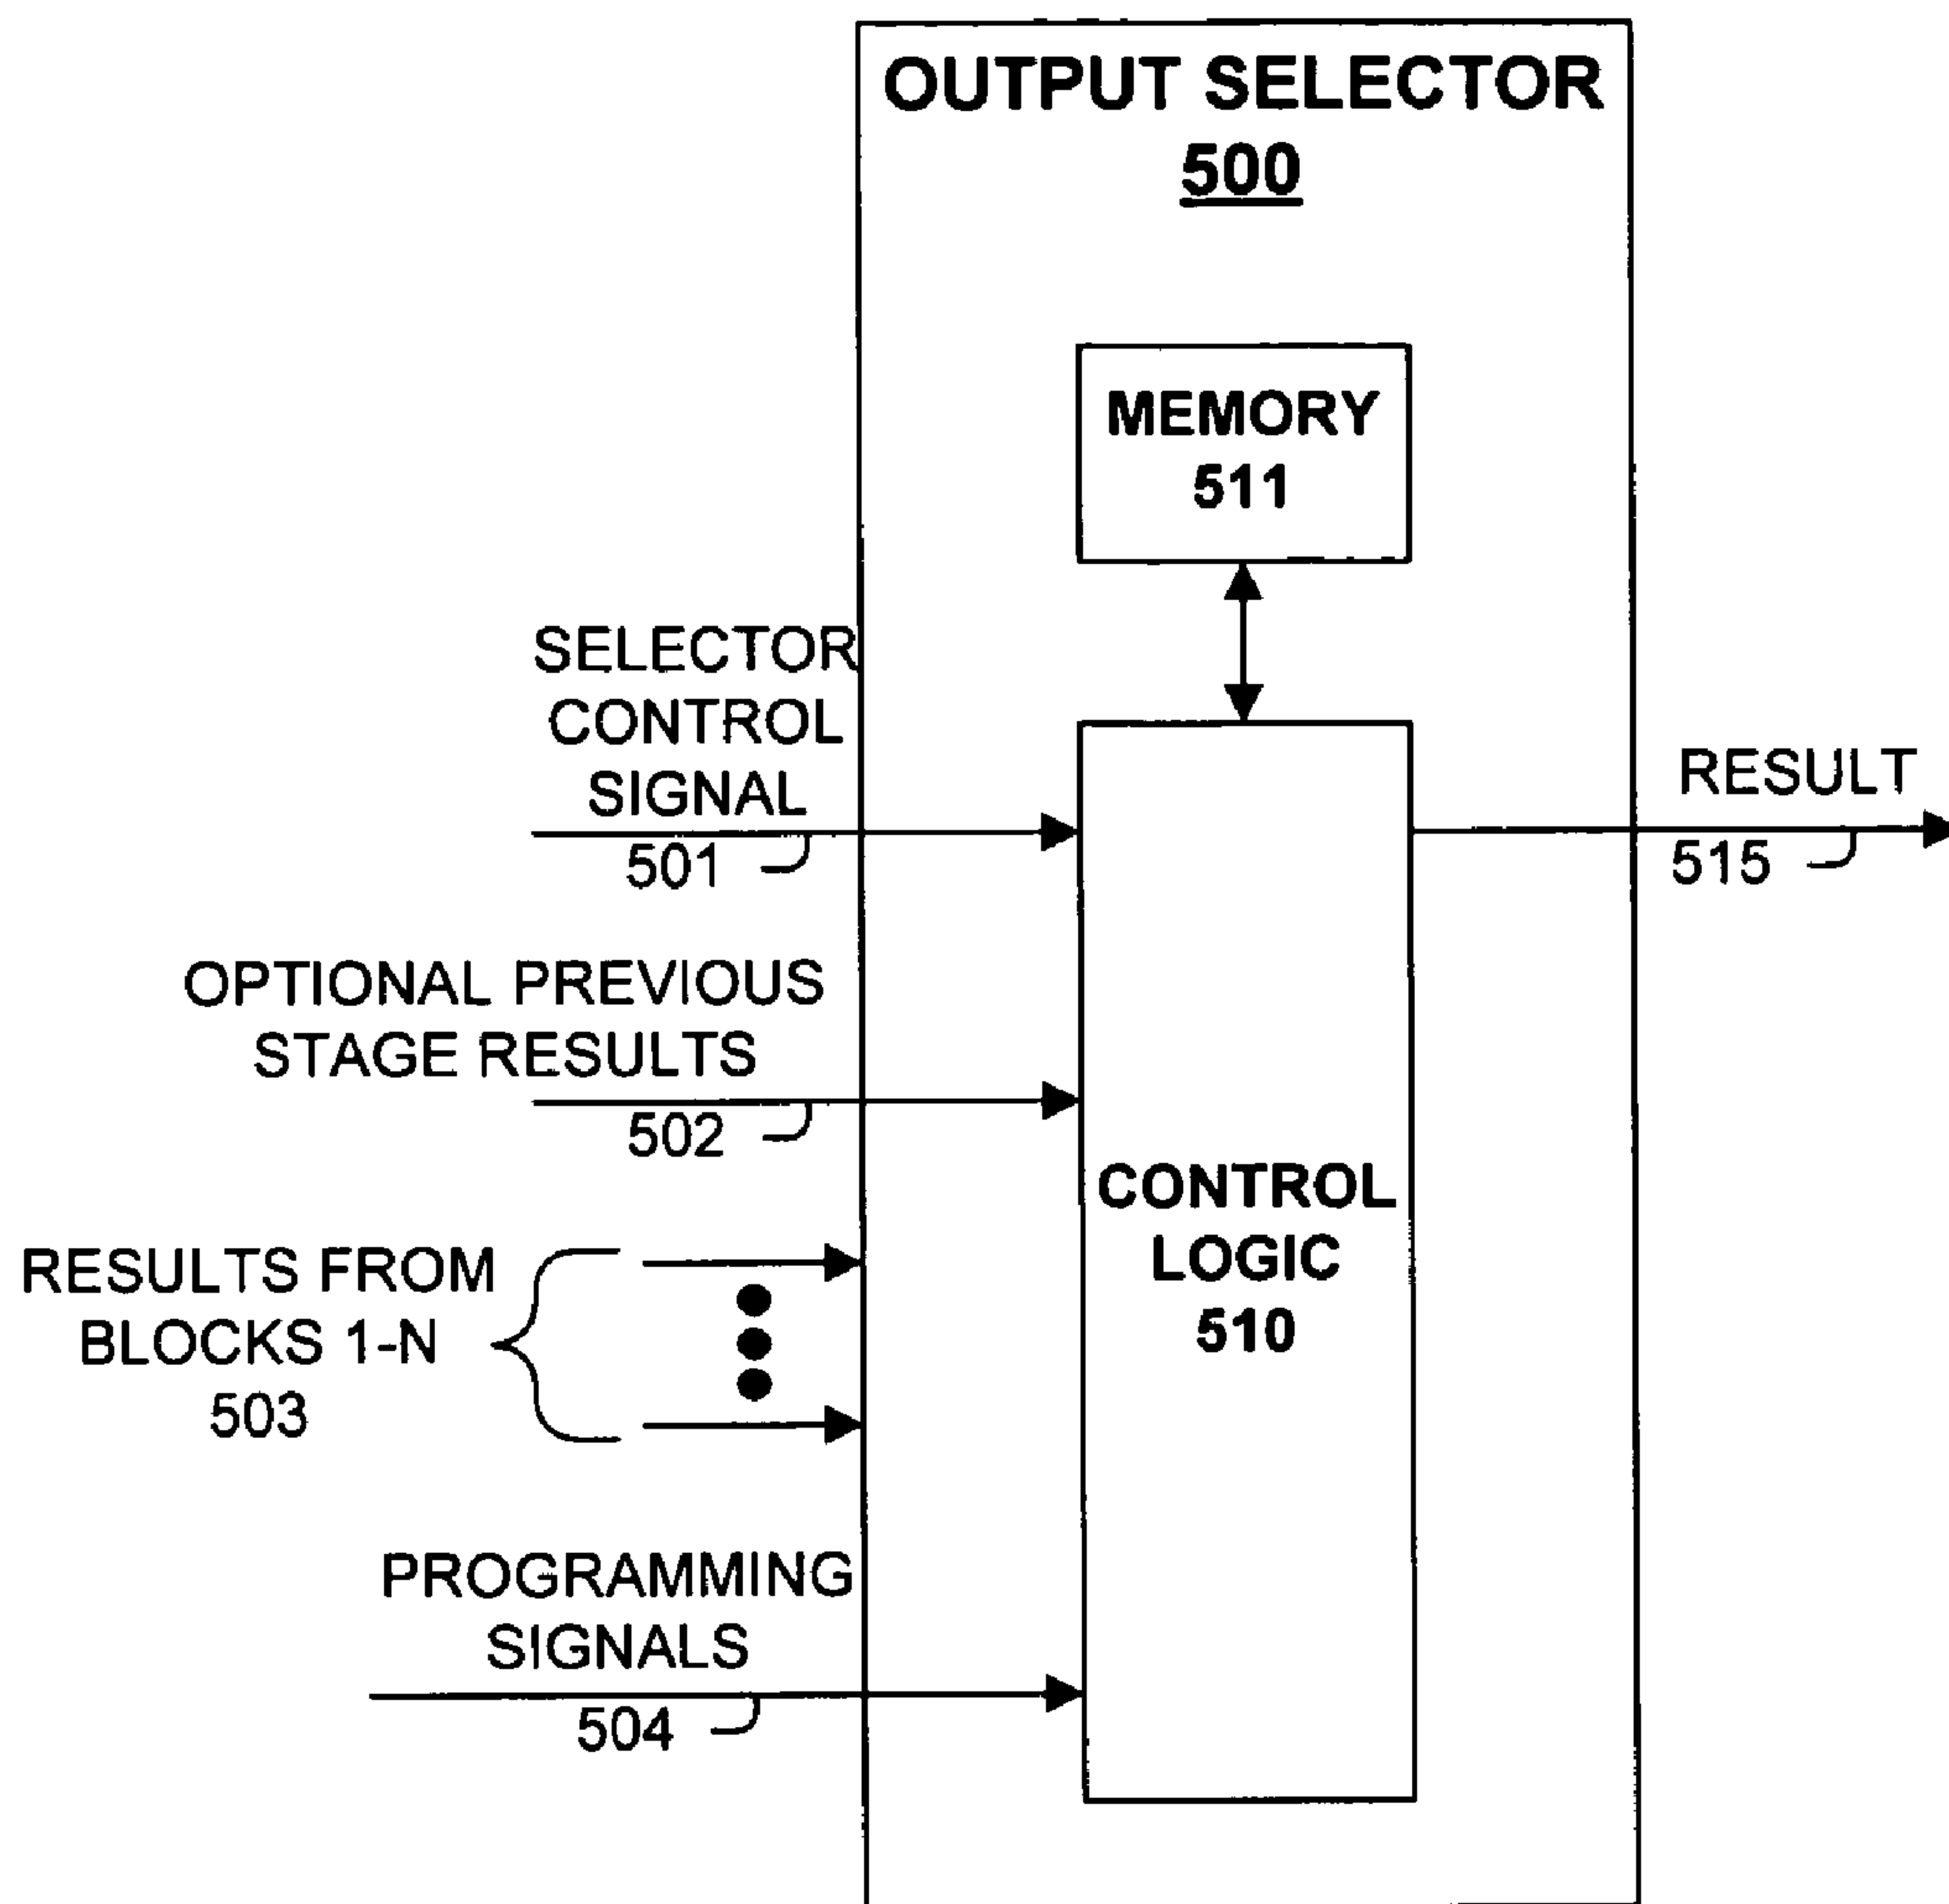 OUTPUT SELECTOR
500
MEMORY
511
SELECTOR
CONTROL
SIGNAL
501
RESULT
515
OPTIONAL PREVIOUS
STAGE RESULTS
502
CONTROL
LOGIC
510
RESULTS FROM
BLOCKS 1-N
503
PROGRAMMING
SIGNALS
504